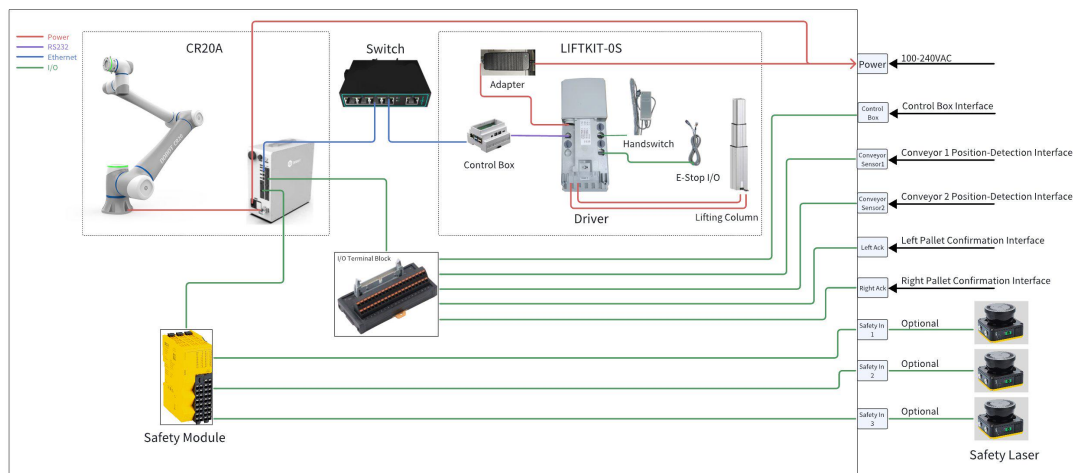 Power
RS232
Ethernet
I/O
CR20A
Switch
LIFTKIT-0S
Adapter
Control Box
Handswitch
E-Stop I/O
Driver
Lifting Column
I/O Terminal Block
Safety Module
Power
100-240VAC
Control
Box
Control Box Interface
Conveyor
Sensor1
Conveyor 1 Position-Detection Interface
Conveyor
Sensor2
Conveyor 2 Position-Detection Interface
Left Ack
Left Pallet Confirmation Interface
Right Ack
Right Pallet Confirmation Interface
Safety In
1
Optional
Safety In
2
Optional
Safety In
3
Optional
Safety Laser